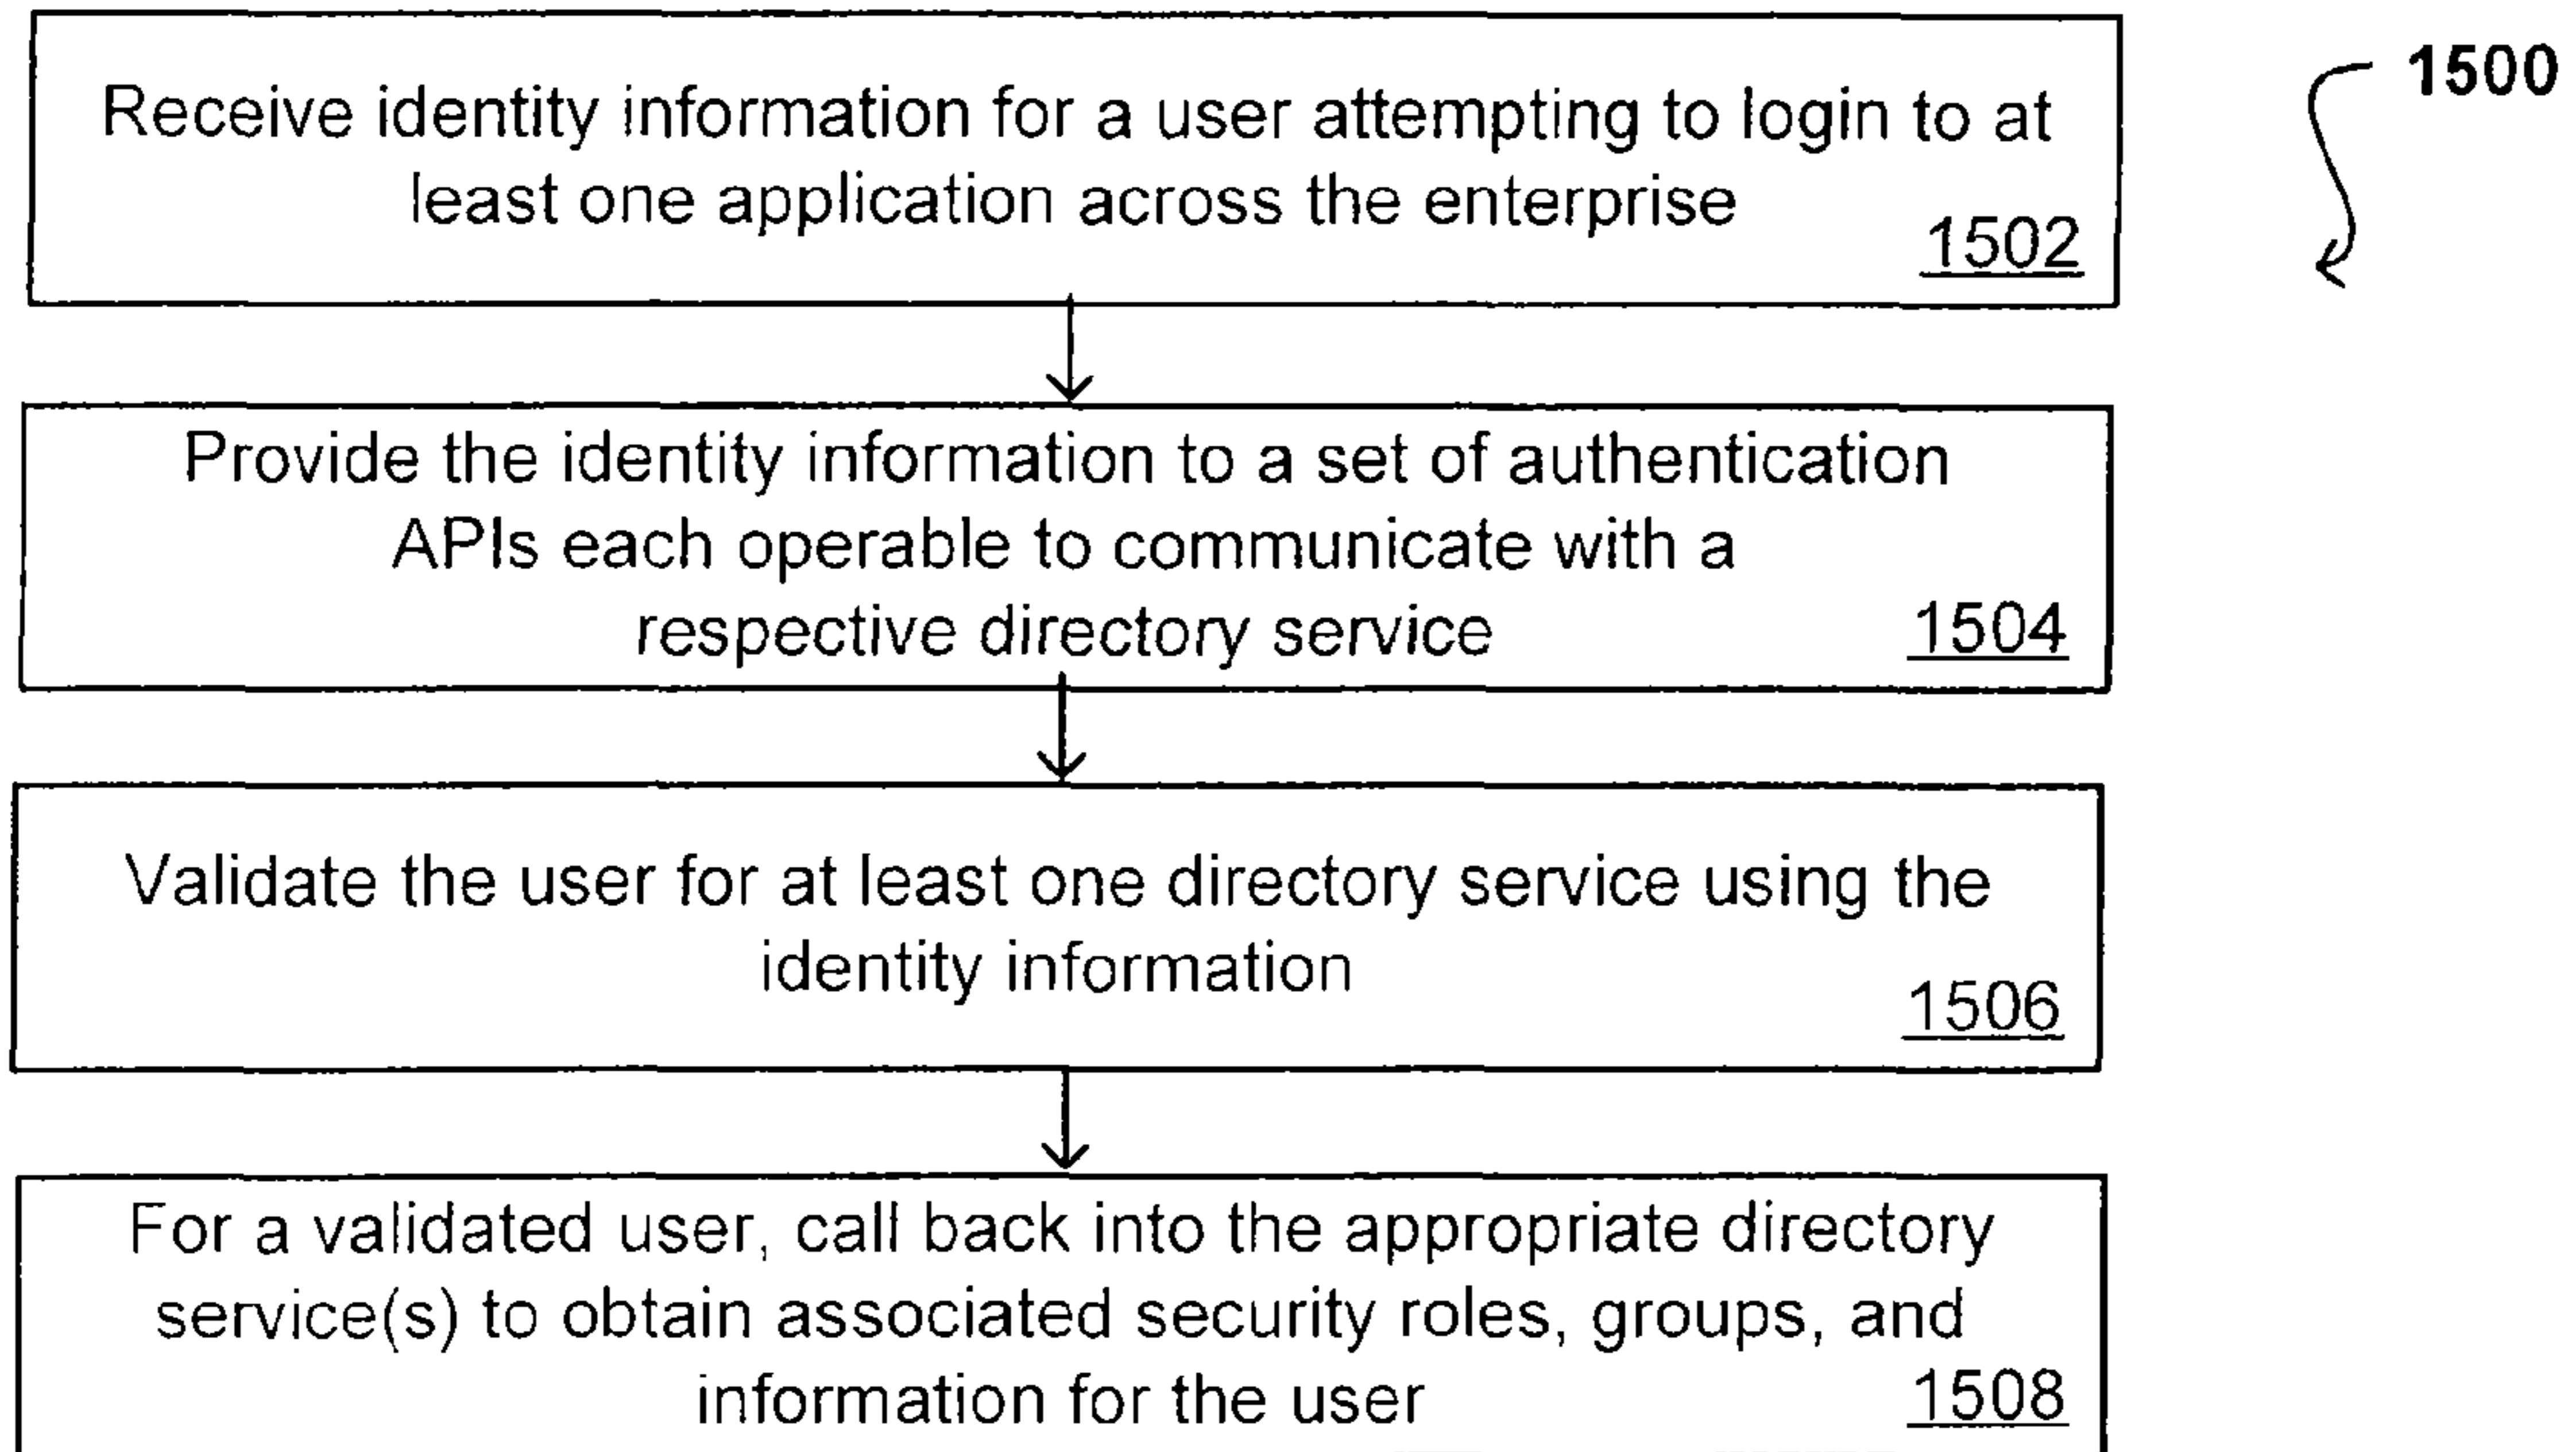 1500
Receive identity information for a user attempting to login to at
least one application across the enterprise
1502
Provide the identity information to a set of authentication
APIs each operable to communicate with a
respective directory service
1504
Validate the user for at least one directory service using the
identity information
1506
For a validated user, call back into the appropriate directory
service(s) to obtain associated security roles, groups, and
information for the user
1508